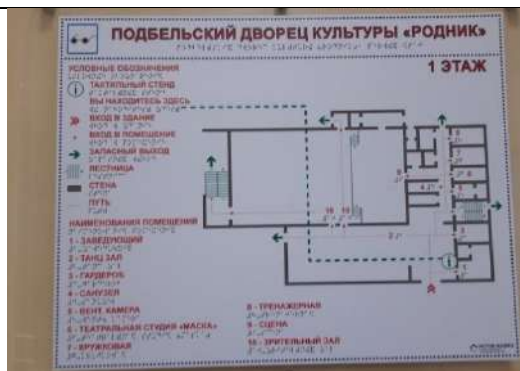 ПОДБЕЛЬСКИЙ ДВОРЕЦ КУЛЬТУРЫ «РОДНИК»
1 ЭТАЖ
УСЛОВНЫЕ ОБОЗНАЧЕНИЯ
ТАКТИЛЬНЫЙ СТЕНД
ВЫ НАХОДИТЕСЬ ЗДЕСЬ
ВХОД В ЗДАНИЕ
ВХОД В ПОМЕЩЕНИЕ
ЗАПАСНЫЙ ВЫХОД
ЛЕСТНИЦА
СТЕНА
ПУТЬ
НАИМЕНОВАНИЯ ПОМЕЩЕНИЙ
1 - ЗАВЕДУЮЩИЙ
2 - ТАНЦ ЗАЛ
3 - ГАРДЕРОБ
4 - САНУЗЕЛ
5 - ВЕНТ. КАМЕРА
6 - ТЕАТРАЛЬНАЯ СТУДИЯ «МАСКА»
7 - КРУЖКОВАЯ
8 - ТРЕНАЖЕРНАЯ
9 - СЦЕНА
10 - ЗРИТЕЛЬНЫЙ ЗАЛ